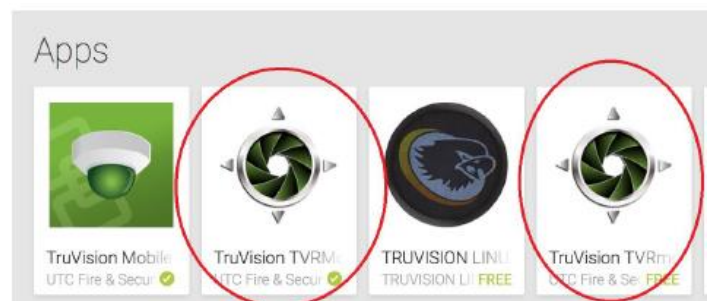 Apps
TruVision Mobile
UTC Fire & Secur
TruVision TVRM
UTC Fire & Secur
TRUVISION LINU
TRUVISION LI FREE
TruVision TVRm
UTC Fire & Se FREE